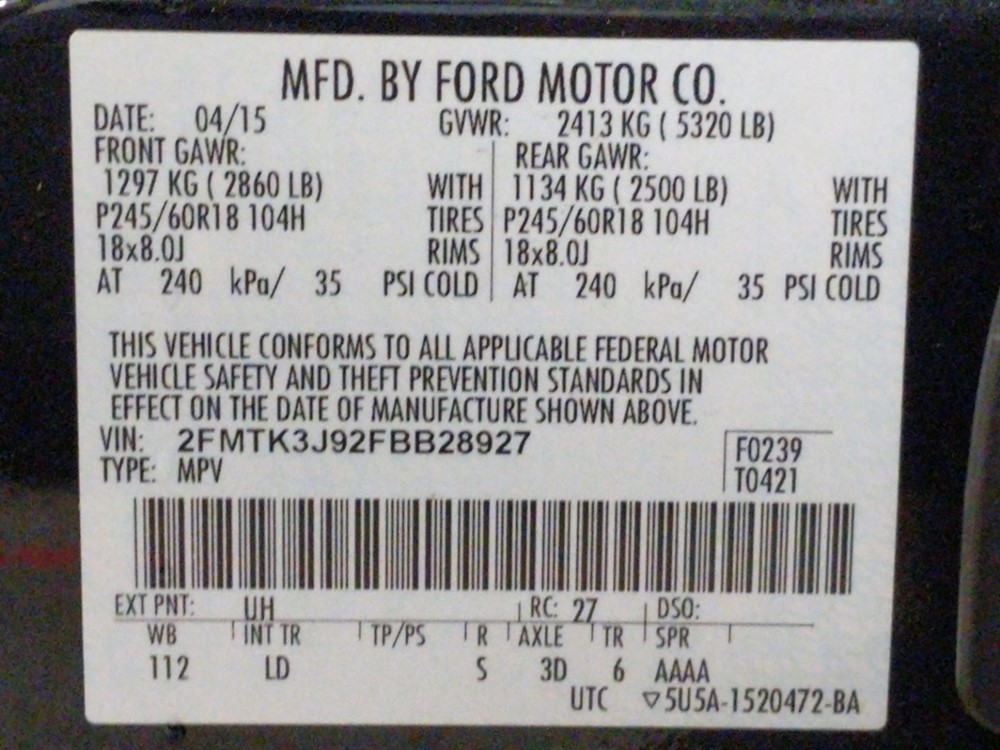 MFD. BY FORD MOTOR CO.
DATE: 04/15 GVWR: 2413 KG ( 5320 LB)
FRONT GAWR: REAR GAWR:
1297 KG ( 2860 LB) WITH 1134 KG ( 2500 LB) WITH
P245/60R18 104H TIRES P245/60R18 104H TIRES
18x8.0J RIMS 18x8.0J RIMS
AT 240 kPa/ 35 PSI COLD AT 240 kPa/ 35 PSI COLD
THIS VEHICLE CONFORMS TO ALL APPLICABLE FEDERAL MOTOR
VEHICLE SAFETY AND THEFT PREVENTION STANDARDS IN
EFFECT ON THE DATE OF MANUFACTURE SHOWN ABOVE.
VIN: 2FMTK3J92FBB28927 F0239
TYPE: MPV T0421
EXT PNT: UH RC: 27 DSO:
WB INT TR TP/PS R AXLE TR SPR
112 LD S 3D 6 AAAA
UTC ▽5U5A-1520472-BA